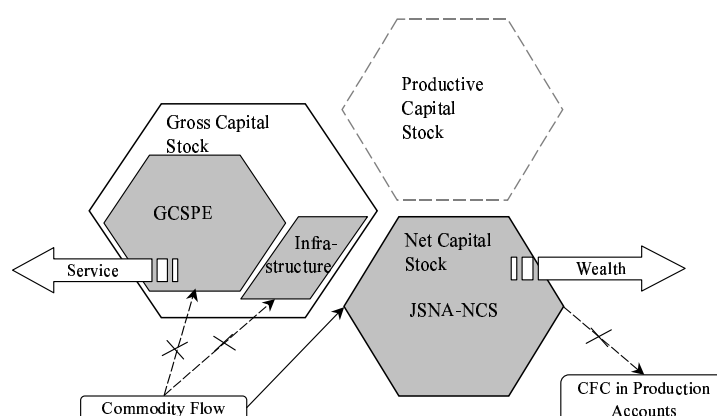 Productive
Capital
Stock
Gross Capital
Stock
GCSPE
Infra-
structure
Service
Net Capital
Stock
JSNA-NCS
Wealth
Commodity Flow
CFC in Production
Accounts